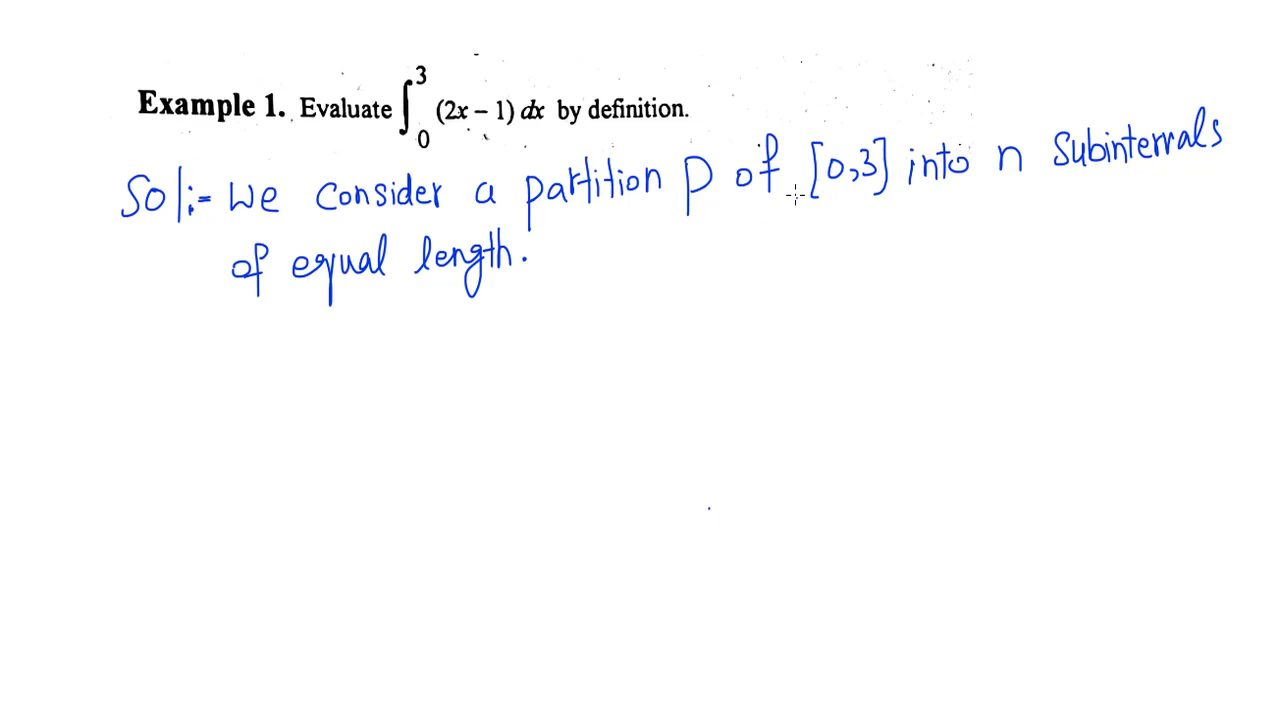 Example 1. Evaluate ∫₀³ (2x – 1) dx by definition.
Sol:- We consider a partition P of [0,3] into n Subintervals
of equal length.